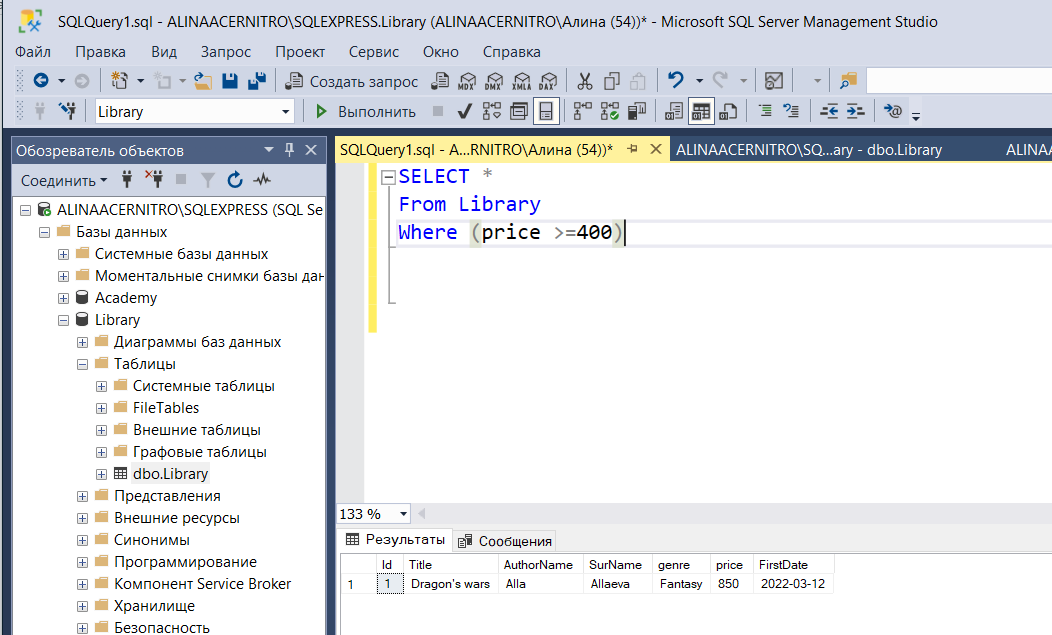 SQLQuery1.sql - ALINAACERNITRO\SQLEXPRESS.Library (ALINAACERNITRO\Алина (54))* - Microsoft SQL Server Management Studio
Файл Правка Вид Запрос Проект Сервис Окно Справка
Создать запрос MDX DMX XMLA DAX
Library Выполнить
Обозреватель объектов
SQLQuery1.sql - A...RNITRO\Алина (54))* ALINAACERNITRO\SQ...ary - dbo.Library ALINA
Соединить
ALINAACERNITRO\SQLEXPRESS (SQL Se
Базы данных
Системные базы данных
Моментальные снимки базы дан
Academy
Library
Диаграммы баз данных
Таблицы
Системные таблицы
FileTables
Внешние таблицы
Графовые таблицы
dbo.Library
Представления
Внешние ресурсы
Синонимы
Программирование
Компонент Service Broker
Хранилище
Безопасность
SELECT *
From Library
Where (price >=400)
133 %
Результаты Сообщения
Id Title AuthorName SurName genre price FirstDate
1 1 Dragon's wars Alla Allaeva Fantasy 850 2022-03-12